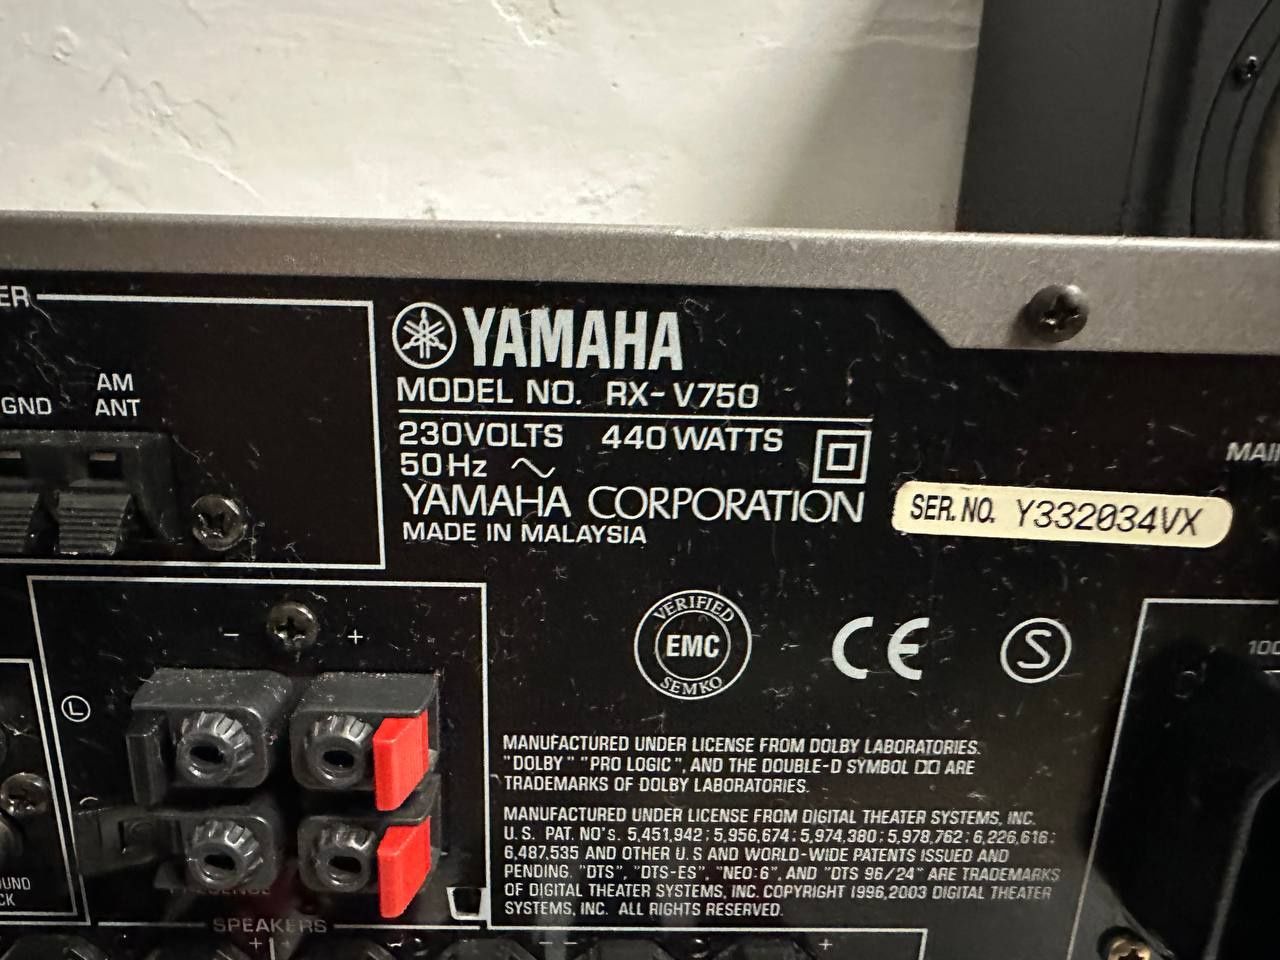 ER
AM
GND ANT
YAMAHA
MODEL NO. RX-V750
230VOLTS 440 WATTS
50Hz
YAMAHA CORPORATION
MADE IN MALAYSIA
SER. NO. Y332034VX
MAI
- +
L
VERIFIED
EMC
SEMKO
CE
S
100
MANUFACTURED UNDER LICENSE FROM DOLBY LABORATORIES.
"DOLBY" "PRO LOGIC", AND THE DOUBLE-D SYMBOL ARE
TRADEMARKS OF DOLBY LABORATORIES.
MANUFACTURED UNDER LICENSE FROM DIGITAL THEATER SYSTEMS, INC.
U.S. PAT. NO's. 5,451,942; 5,956,674; 5,974,380; 5,978,762; 6,226,616;
6,487,535 AND OTHER U.S AND WORLD-WIDE PATENTS ISSUED AND
PENDING. "DTS", "DTS-ES", "NEO:6", AND "DTS 96/24" ARE TRADEMARKS
OF DIGITAL THEATER SYSTEMS, INC. COPYRIGHT 1996,2003 DIGITAL THEATER
SYSTEMS, INC. ALL RIGHTS RESERVED.
PRESENCE
OUND
CK
SPEAKERS
+ - - +